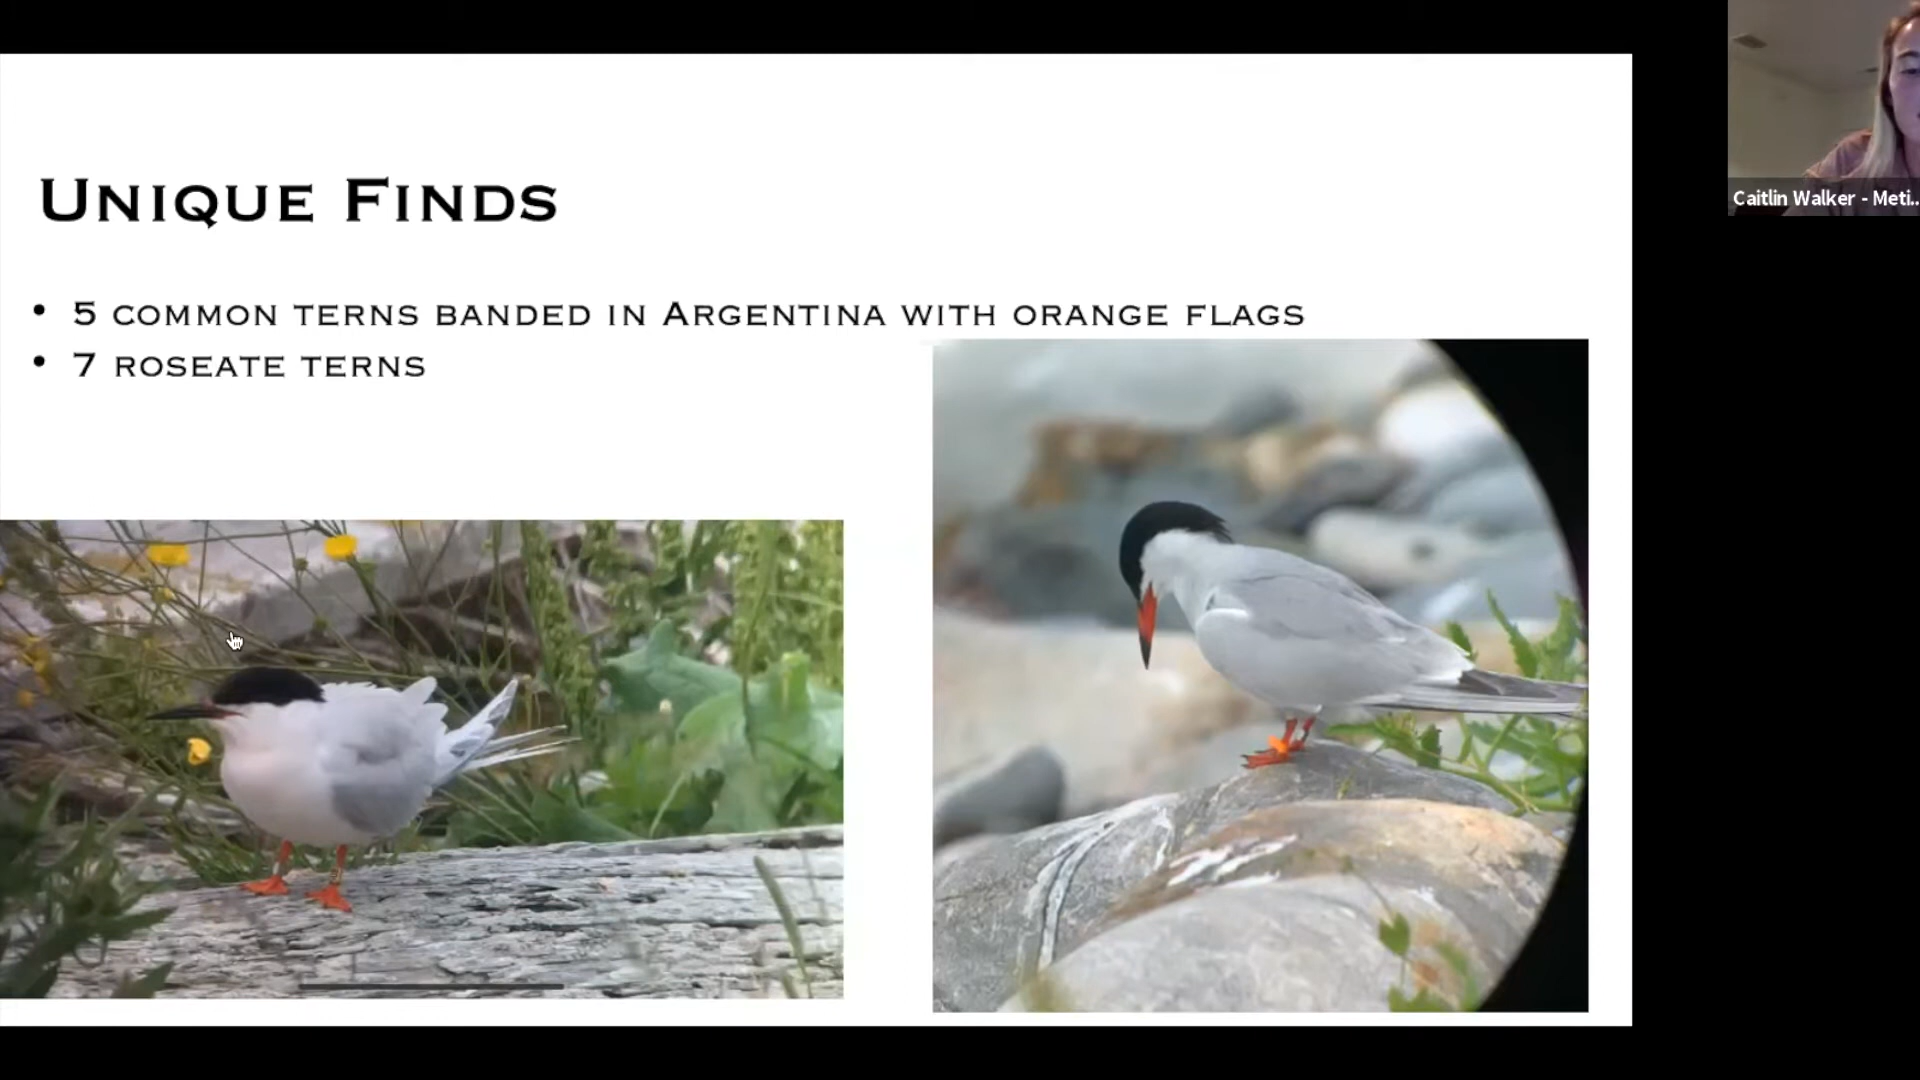 Unique Finds
• 5 common terns banded in Argentina with orange flags
• 7 roseate terns
Caitlin Walker - Meti..